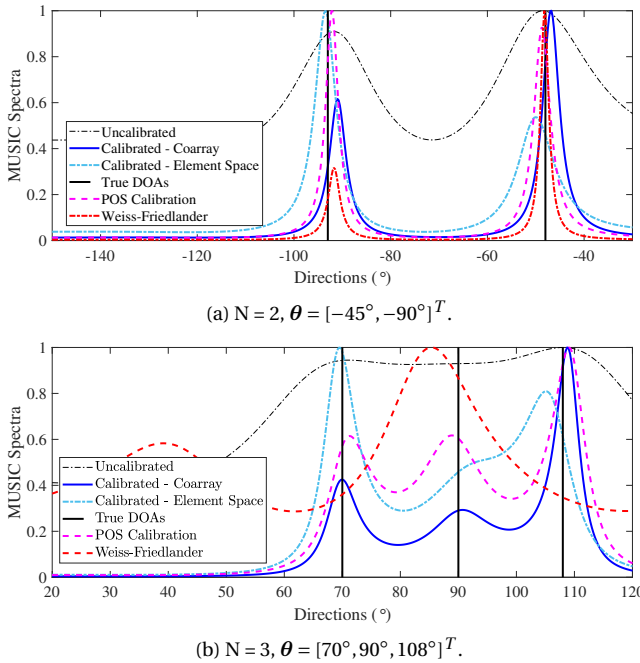 1
0.8
0.6
0.4
0.2
0
MUSIC Spectra
Uncalibrated
Calibrated - Coarray
Calibrated - Element Space
True DOAs
POS Calibration
Weiss-Friedlander
-140 -120 -100 -80 -60 -40
Directions (°)
(a) N = 2, θ = [−45°, −90°]ᵀ.
1
0.8
0.6
0.4
0.2
0
MUSIC Spectra
Uncalibrated
Calibrated - Coarray
Calibrated - Element Space
True DOAs
POS Calibration
Weiss-Friedlander
20 30 40 50 60 70 80 90 100 110 120
Directions (°)
(b) N = 3, θ = [70°, 90°, 108°]ᵀ.